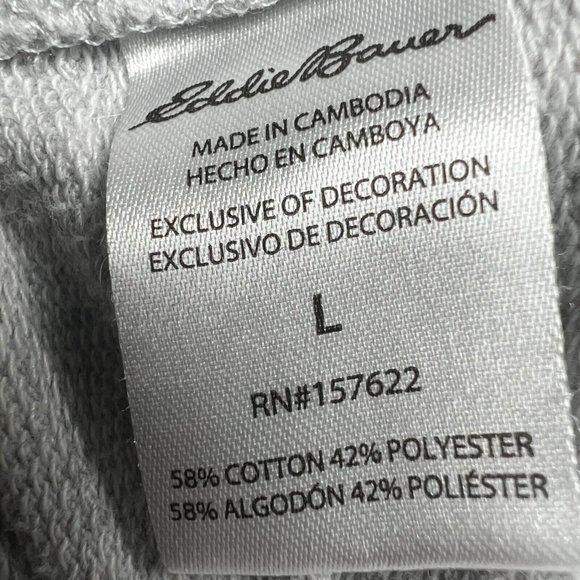 Eddie Bauer
MADE IN CAMBODIA
HECHO EN CAMBOYA
EXCLUSIVE OF DECORATION
EXCLUSIVO DE DECORACIÓN
L
RN#157622
58% COTTON 42% POLYESTER
58% ALGODÓN 42% POLIÉSTER